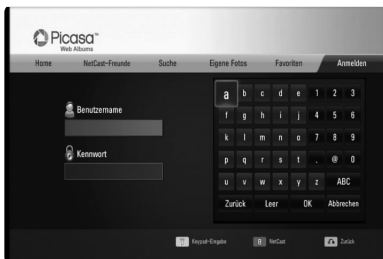 Picasa™
Web Albums
Home NetCast-Freunde Suche Eigene Fotos Favoriten Anmelden
a b c d e 1 2 3
Benutzername
f g h i j 4 5 6
k l m n o 7 8 9
Kennwort
p q r s t . @ 0
u v w x y z ABC
Zurück Leer OK Abbrechen
Keypad-Eingabe NetCast Zurück